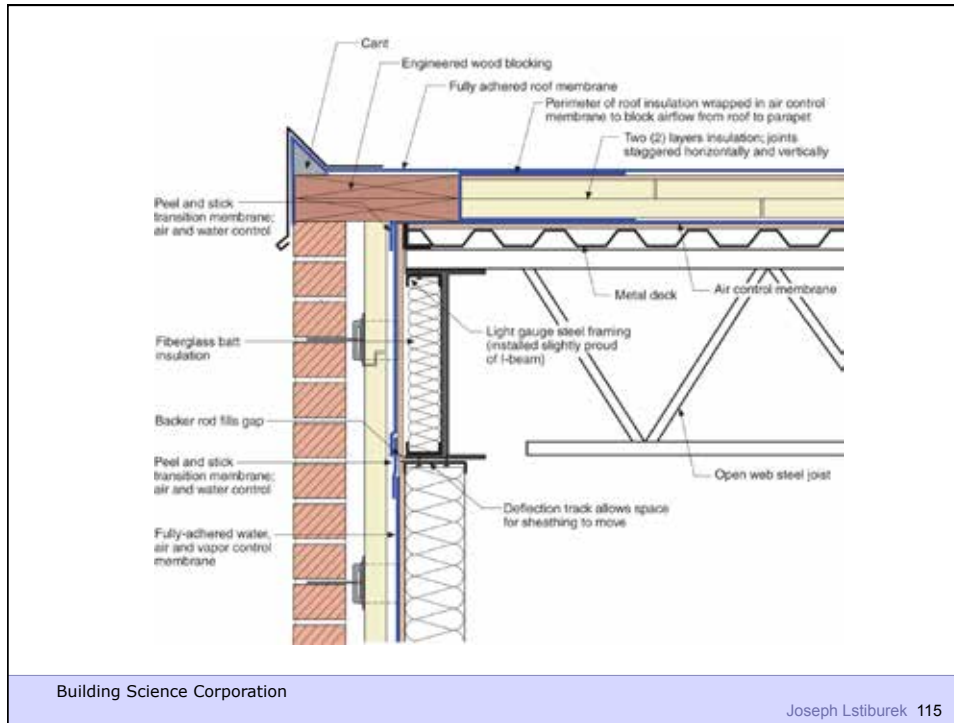 Cant
Engineered wood blocking
Fully adhered roof membrane
Perimeter of roof insulation wrapped in air control
membrane to block airflow from roof to parapet
Two (2) layers insulation; joints
staggered horizontally and vertically
Peel and stick
transition membrane;
air and water control
Metal deck
Air control membrane
Fiberglass batt
insulation
Light gauge steel framing
(installed slightly proud
of I-beam)
Backer rod fills gap
Peel and stick
transition membrane;
air and water control
Open web steel joist
Deflection track allows space
for sheathing to move
Fully-adhered water,
air and vapor control
membrane
Building Science Corporation
Joseph Lstiburek 115